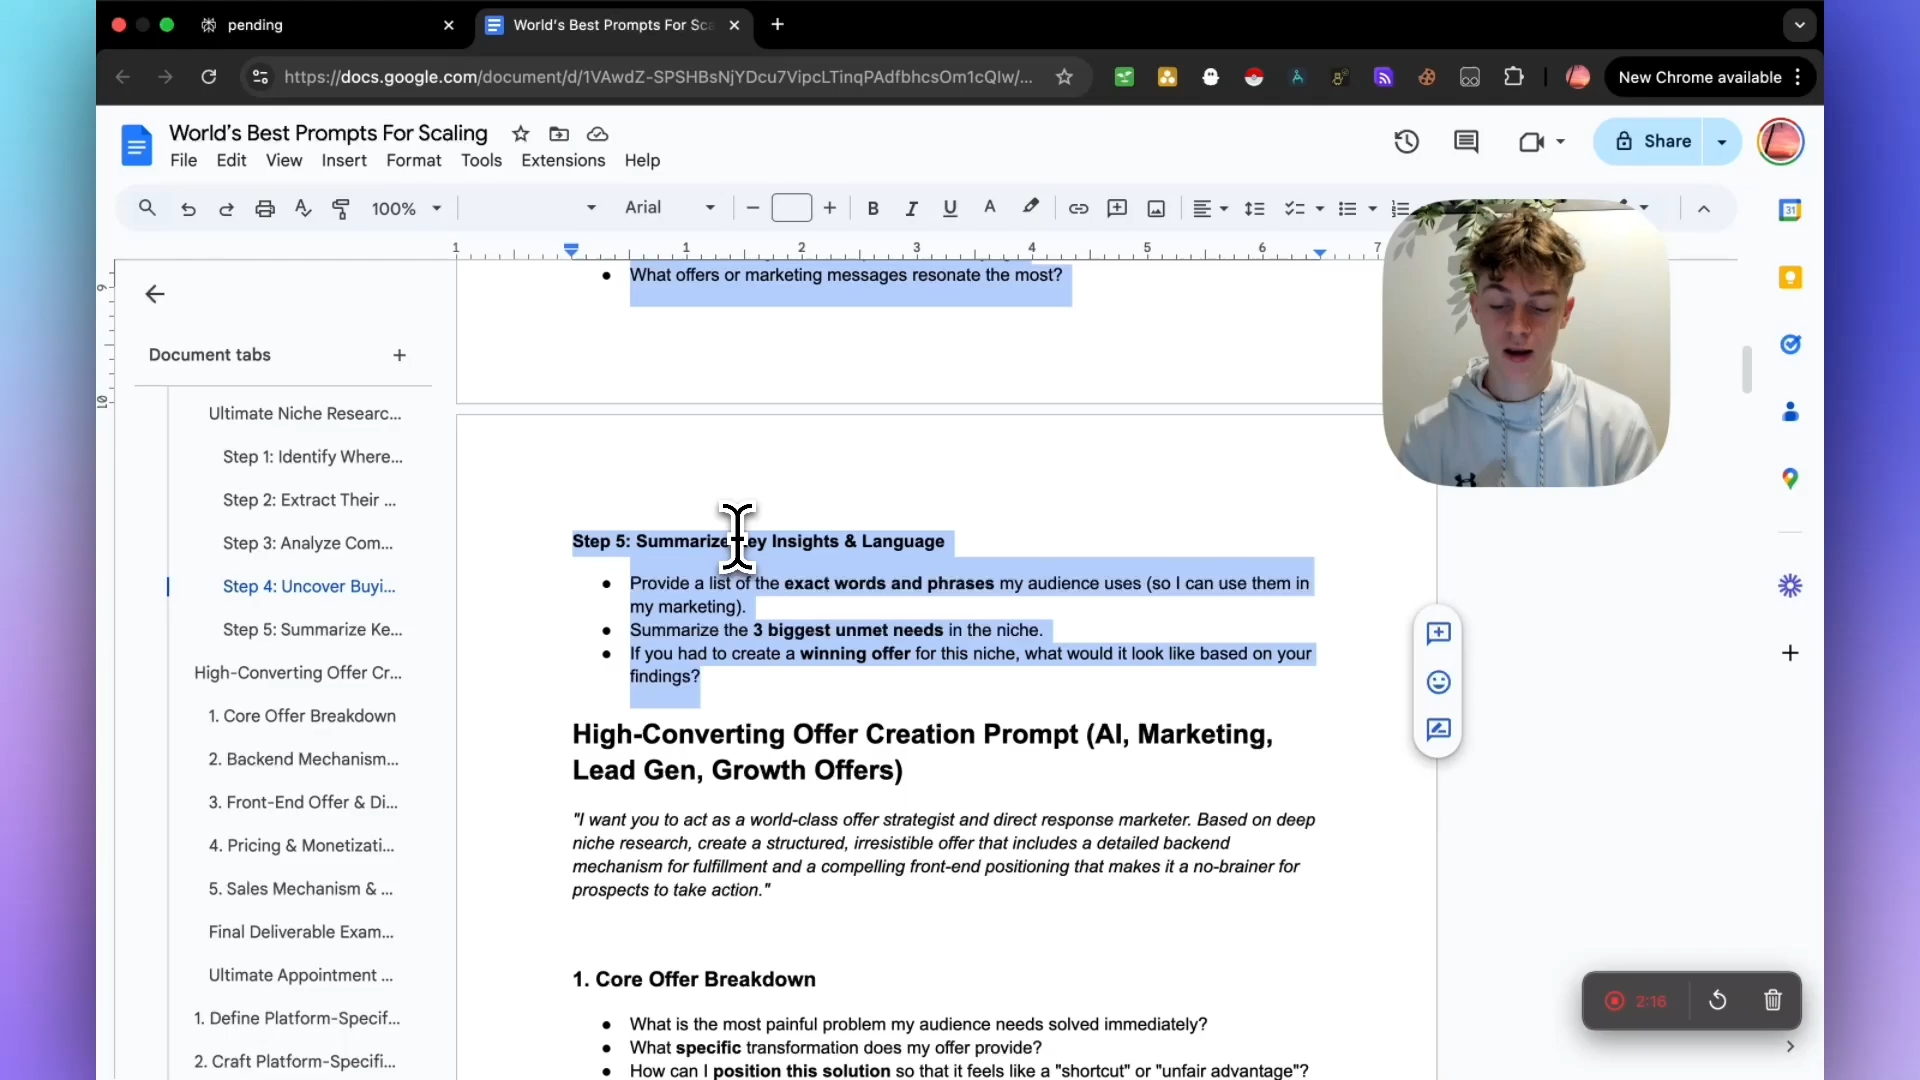 pending
World's Best Prompts For Sca
https://docs.google.com/document/d/1VAwdZ-SPSHBsNjYDcu7VipcLTinqPAdfbhcsOm1cQIw/...
New Chrome available
World's Best Prompts For Scaling
File Edit View Insert Format Tools Extensions Help
Share
100%
Arial
1 1 2 3 4 5 6 7
31
9
10
Document tabs
Ultimate Niche Researc...
Step 1: Identify Where...
Step 2: Extract Their ...
Step 3: Analyze Com...
Step 4: Uncover Buyi...
Step 5: Summarize Ke...
High-Converting Offer Cr...
1. Core Offer Breakdown
2. Backend Mechanism...
3. Front-End Offer & Di...
4. Pricing & Monetizati...
5. Sales Mechanism & ...
Final Deliverable Exam...
Ultimate Appointment ...
1. Define Platform-Specif...
2. Craft Platform-Specifi...
• What offers or marketing messages resonate the most?
Step 5: Summarize Key Insights & Language
• Provide a list of the exact words and phrases my audience uses (so I can use them in
my marketing).
• Summarize the 3 biggest unmet needs in the niche.
• If you had to create a winning offer for this niche, what would it look like based on your
findings?
High-Converting Offer Creation Prompt (AI, Marketing,
Lead Gen, Growth Offers)
"I want you to act as a world-class offer strategist and direct response marketer. Based on deep
niche research, create a structured, irresistible offer that includes a detailed backend
mechanism for fulfillment and a compelling front-end positioning that makes it a no-brainer for
prospects to take action."
1. Core Offer Breakdown
• What is the most painful problem my audience needs solved immediately?
• What specific transformation does my offer provide?
• How can I position this solution so that it feels like a "shortcut" or "unfair advantage"?
2:16